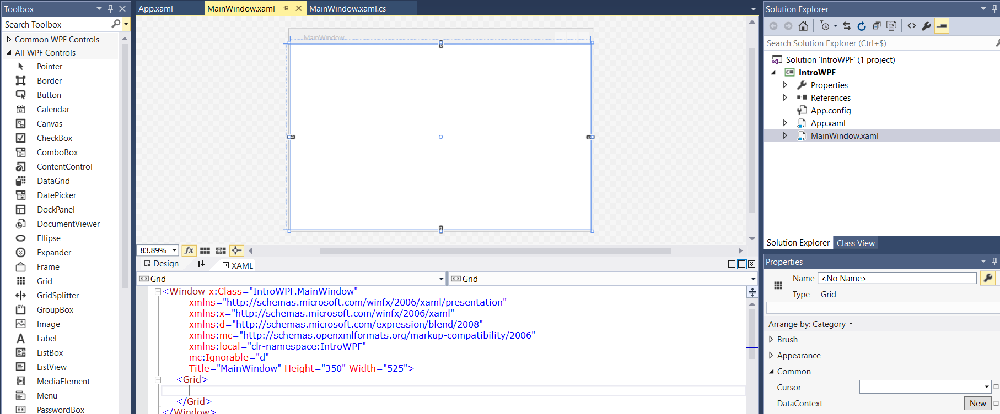 Toolbox
Search Toolbox
Common WPF Controls
All WPF Controls
Pointer
Border
Button
Calendar
Canvas
CheckBox
ComboBox
ContentControl
DataGrid
DatePicker
DockPanel
DocumentViewer
Ellipse
Expander
Frame
Grid
GridSplitter
GroupBox
Image
Label
ListBox
ListView
MediaElement
Menu
PasswordBox
App.xaml
MainWindow.xaml
MainWindow.xaml.cs
MainWindow
83.89%
fx
Design
XAML
Grid
Grid
<Window x:Class="IntroWPF.MainWindow"
xmlns="http://schemas.microsoft.com/winfx/2006/xaml/presentation"
xmlns:x="http://schemas.microsoft.com/winfx/2006/xaml"
xmlns:d="http://schemas.microsoft.com/expression/blend/2008"
xmlns:mc="http://schemas.openxmlformats.org/markup-compatibility/2006"
xmlns:local="clr-namespace:IntroWPF"
mc:Ignorable="d"
Title="MainWindow" Height="350" Width="525">
<Grid>
</Grid>
</Window>
Solution Explorer
Search Solution Explorer (Ctrl+$)
Solution 'IntroWPF' (1 project)
C# IntroWPF
Properties
References
App.config
App.xaml
MainWindow.xaml
Solution Explorer
Class View
Properties
Name <No Name>
Type Grid
Arrange by: Category
Brush
Appearance
Common
Cursor
DataContext New